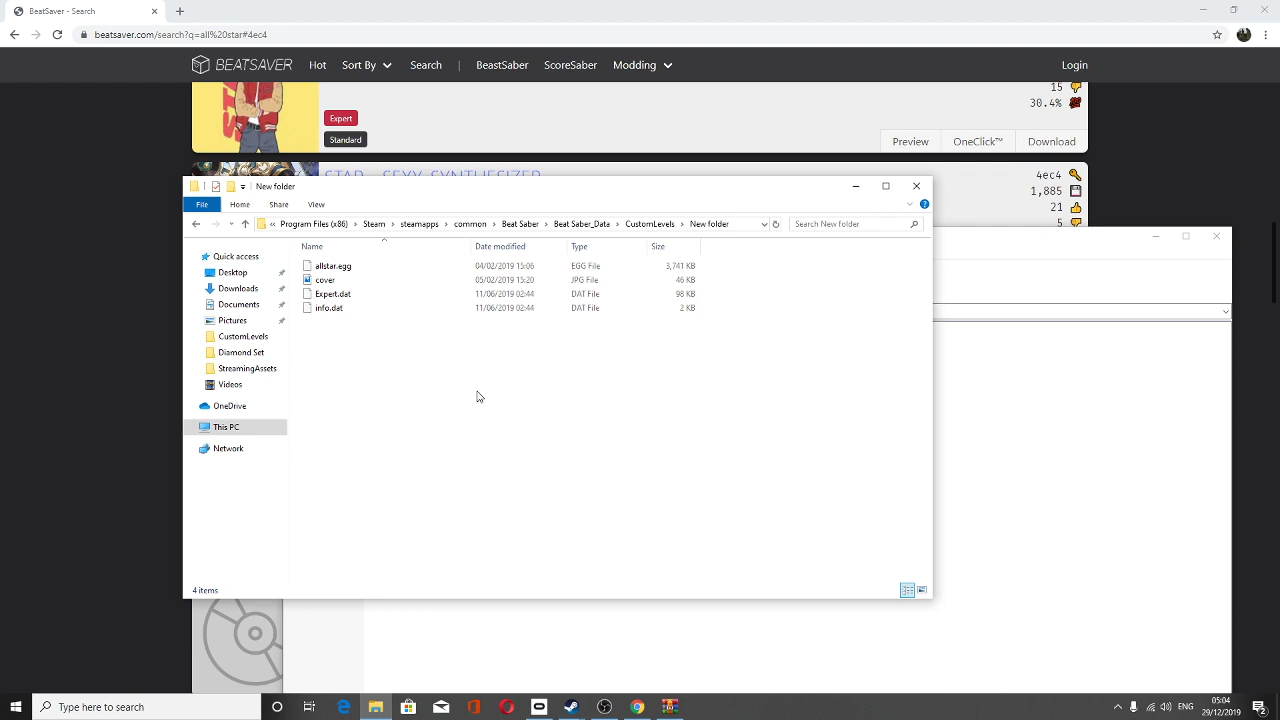 BeatSaver - Search
beatsaver.com/search?q=all%20star#4ec4
BEATSAVER Hot Sort By Search | BeastSaber ScoreSaber Modding Login
15
30.4%
Expert
Standard
Preview OneClick™ Download
STAR SEXY SYNTHESIZER
4ec4
1,885
21
5
New folder
File Home Share View
« Program Files (x86) > Steam > steamapps > common > Beat Saber > Beat Saber_Data > CustomLevels > New folder
Search New folder
Name Date modified Type Size
allstar.egg 04/02/2019 15:06 EGG File 3,741 KB
cover 05/02/2019 15:20 JPG File 46 KB
Expert.dat 11/06/2019 02:44 DAT File 98 KB
info.dat 11/06/2019 02:44 DAT File 2 KB
Quick access
Desktop
Downloads
Documents
Pictures
CustomLevels
Diamond Set
StreamingAssets
Videos
OneDrive
This PC
Network
4 items
Type here to search
ENG
05:04
29/12/2019
2